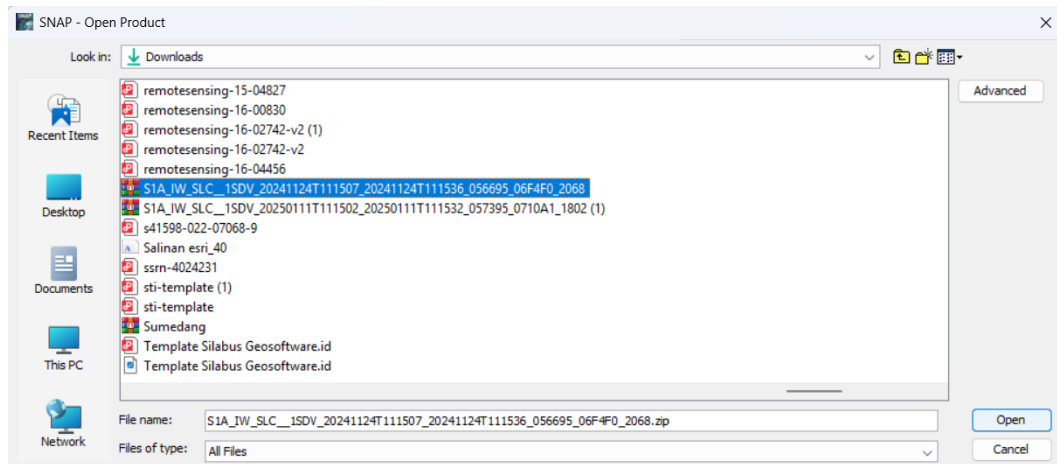 SNAP - Open Product
Look in: Downloads
Advanced
Recent Items
Desktop
Documents
This PC
Network
remotesensing-15-04827
remotesensing-16-00830
remotesensing-16-02742-v2 (1)
remotesensing-16-02742-v2
remotesensing-16-04456
S1A_IW_SLC__1SDV_20241124T111507_20241124T111536_056695_06F4F0_2068
S1A_IW_SLC__1SDV_20250111T111502_20250111T111532_057395_0710A1_1802 (1)
s41598-022-07068-9
Salinan esri_40
ssrn-4024231
sti-template (1)
sti-template
Sumedang
Template Silabus Geosoftware.id
Template Silabus Geosoftware.id
File name: S1A_IW_SLC__1SDV_20241124T111507_20241124T111536_056695_06F4F0_2068.zip
Open
Files of type: All Files
Cancel